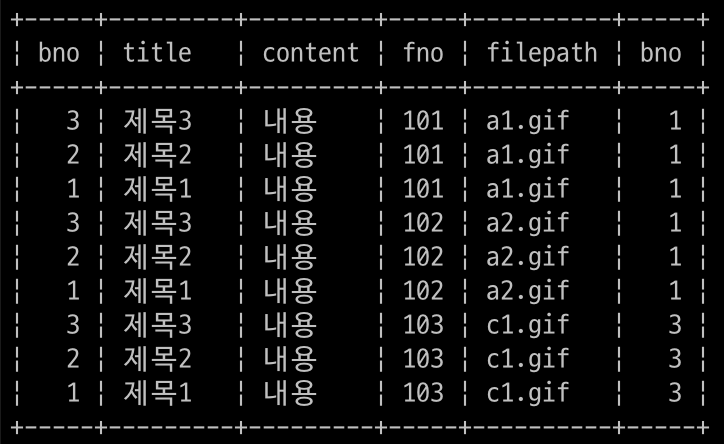 +-----+---------+---------+-----+----------+-----+
¦ bno ¦ title   ¦ content ¦ fno ¦ filepath ¦ bno ¦
+-----+---------+---------+-----+----------+-----+
¦   3 ¦ 제목3   ¦ 내용    ¦ 101 ¦ a1.gif   ¦   1 ¦
¦   2 ¦ 제목2   ¦ 내용    ¦ 101 ¦ a1.gif   ¦   1 ¦
¦   1 ¦ 제목1   ¦ 내용    ¦ 101 ¦ a1.gif   ¦   1 ¦
¦   3 ¦ 제목3   ¦ 내용    ¦ 102 ¦ a2.gif   ¦   1 ¦
¦   2 ¦ 제목2   ¦ 내용    ¦ 102 ¦ a2.gif   ¦   1 ¦
¦   1 ¦ 제목1   ¦ 내용    ¦ 102 ¦ a2.gif   ¦   1 ¦
¦   3 ¦ 제목3   ¦ 내용    ¦ 103 ¦ c1.gif   ¦   3 ¦
¦   2 ¦ 제목2   ¦ 내용    ¦ 103 ¦ c1.gif   ¦   3 ¦
¦   1 ¦ 제목1   ¦ 내용    ¦ 103 ¦ c1.gif   ¦   3 ¦
+-----+---------+---------+-----+----------+-----+